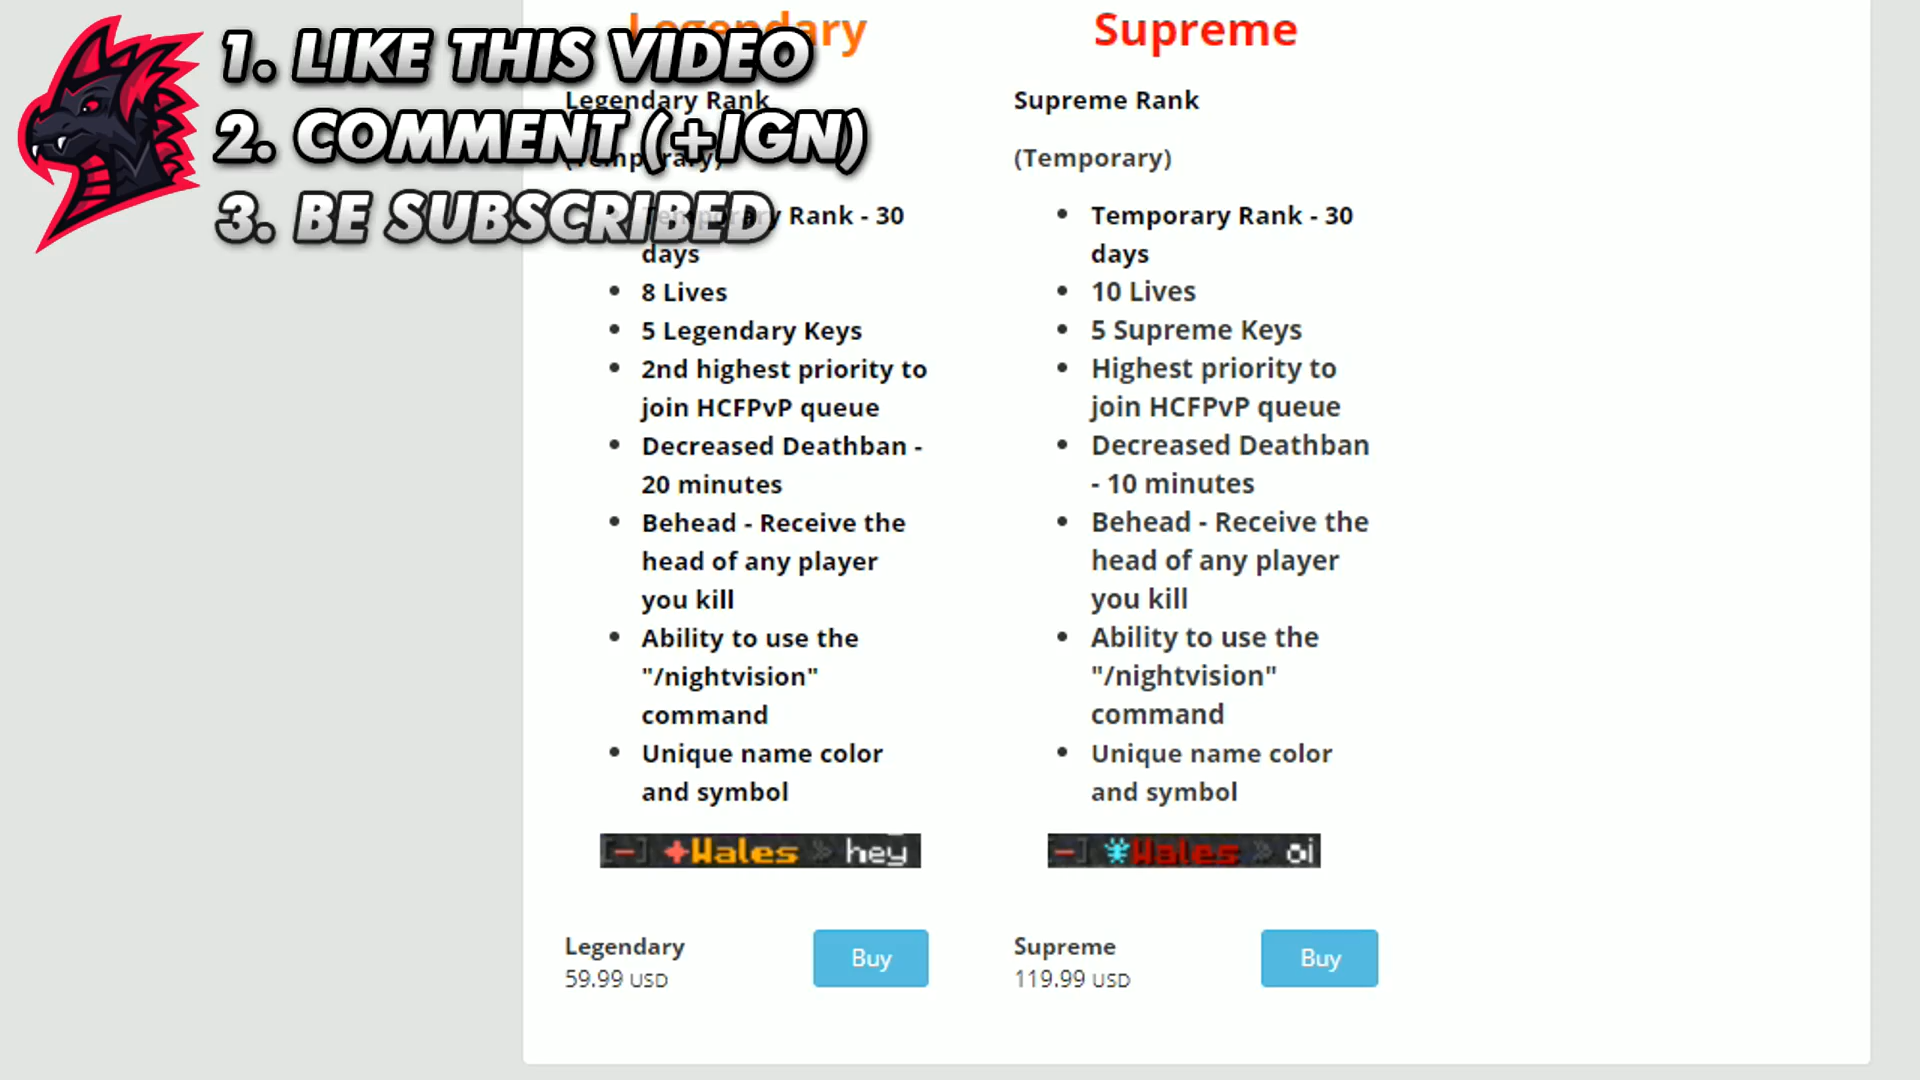 1. LIKE THIS VIDEO
2. COMMENT (+IGN)
3. BE SUBSCRIBED
Legendary
Legendary Rank
(Temporary)
Temporary Rank - 30
days
8 Lives
5 Legendary Keys
2nd highest priority to
join HCFPvP queue
Decreased Deathban -
20 minutes
Behead - Receive the
head of any player
you kill
Ability to use the
"/nightvision"
command
Unique name color
and symbol
[-] +Wales » hey
Legendary
59.99 USD
Buy
Supreme
Supreme Rank
(Temporary)
Temporary Rank - 30
days
10 Lives
5 Supreme Keys
Highest priority to
join HCFPvP queue
Decreased Deathban
- 10 minutes
Behead - Receive the
head of any player
you kill
Ability to use the
"/nightvision"
command
Unique name color
and symbol
[-] Wales » oi
Supreme
119.99 USD
Buy